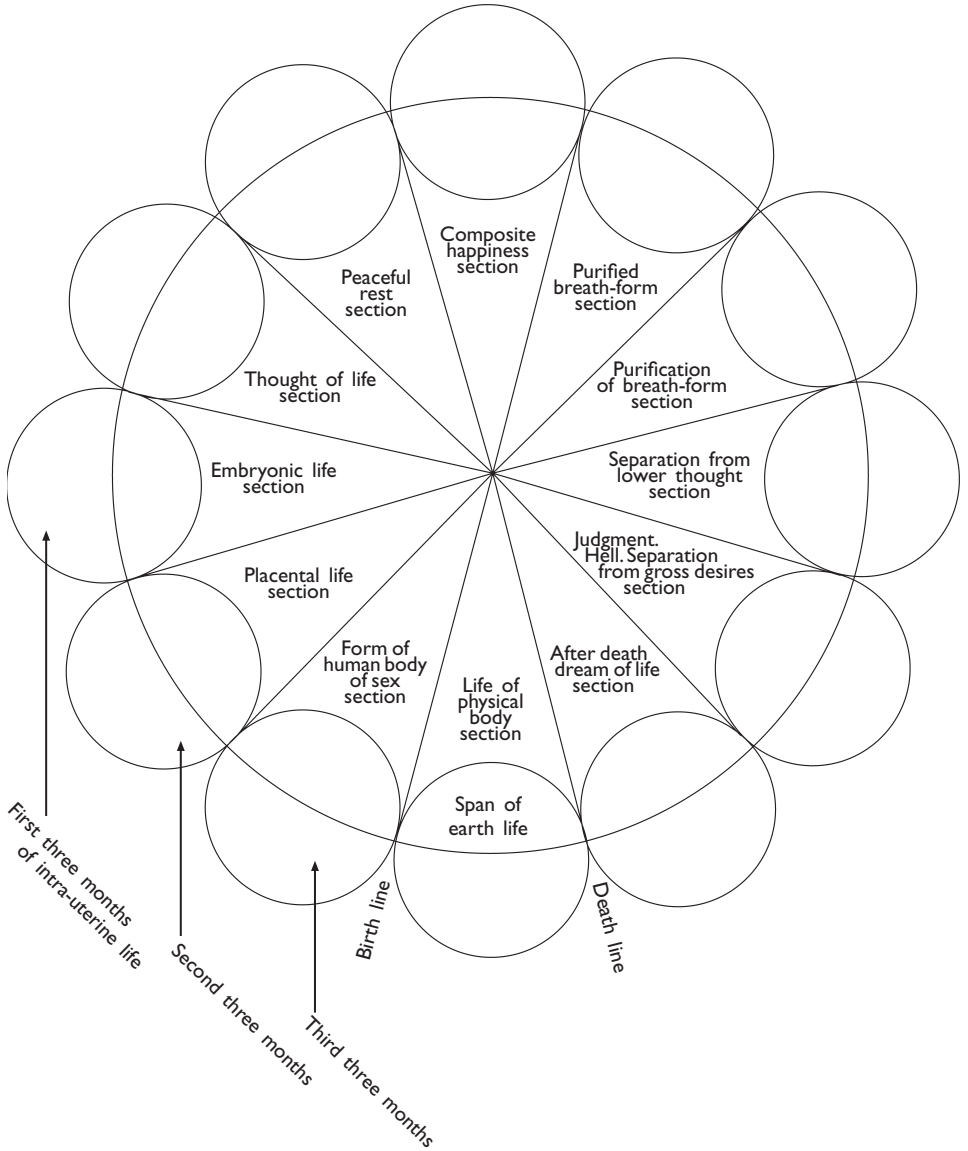 Composite
happiness
section
Purified
breath-form
section
Peaceful
rest
section
Purification
of breath-form
section
Thought of life
section
Separation from
lower thought
section
Embryonic life
section
Judgment.
Hell. Separation
from gross desires
section
Placental life
section
After death
dream of life
section
Form of
human body
of sex
section
Life of
physical
body
section
Span of
earth life
First three months
of intra-uterine life
Second three months
Third three months
Birth line
Death line